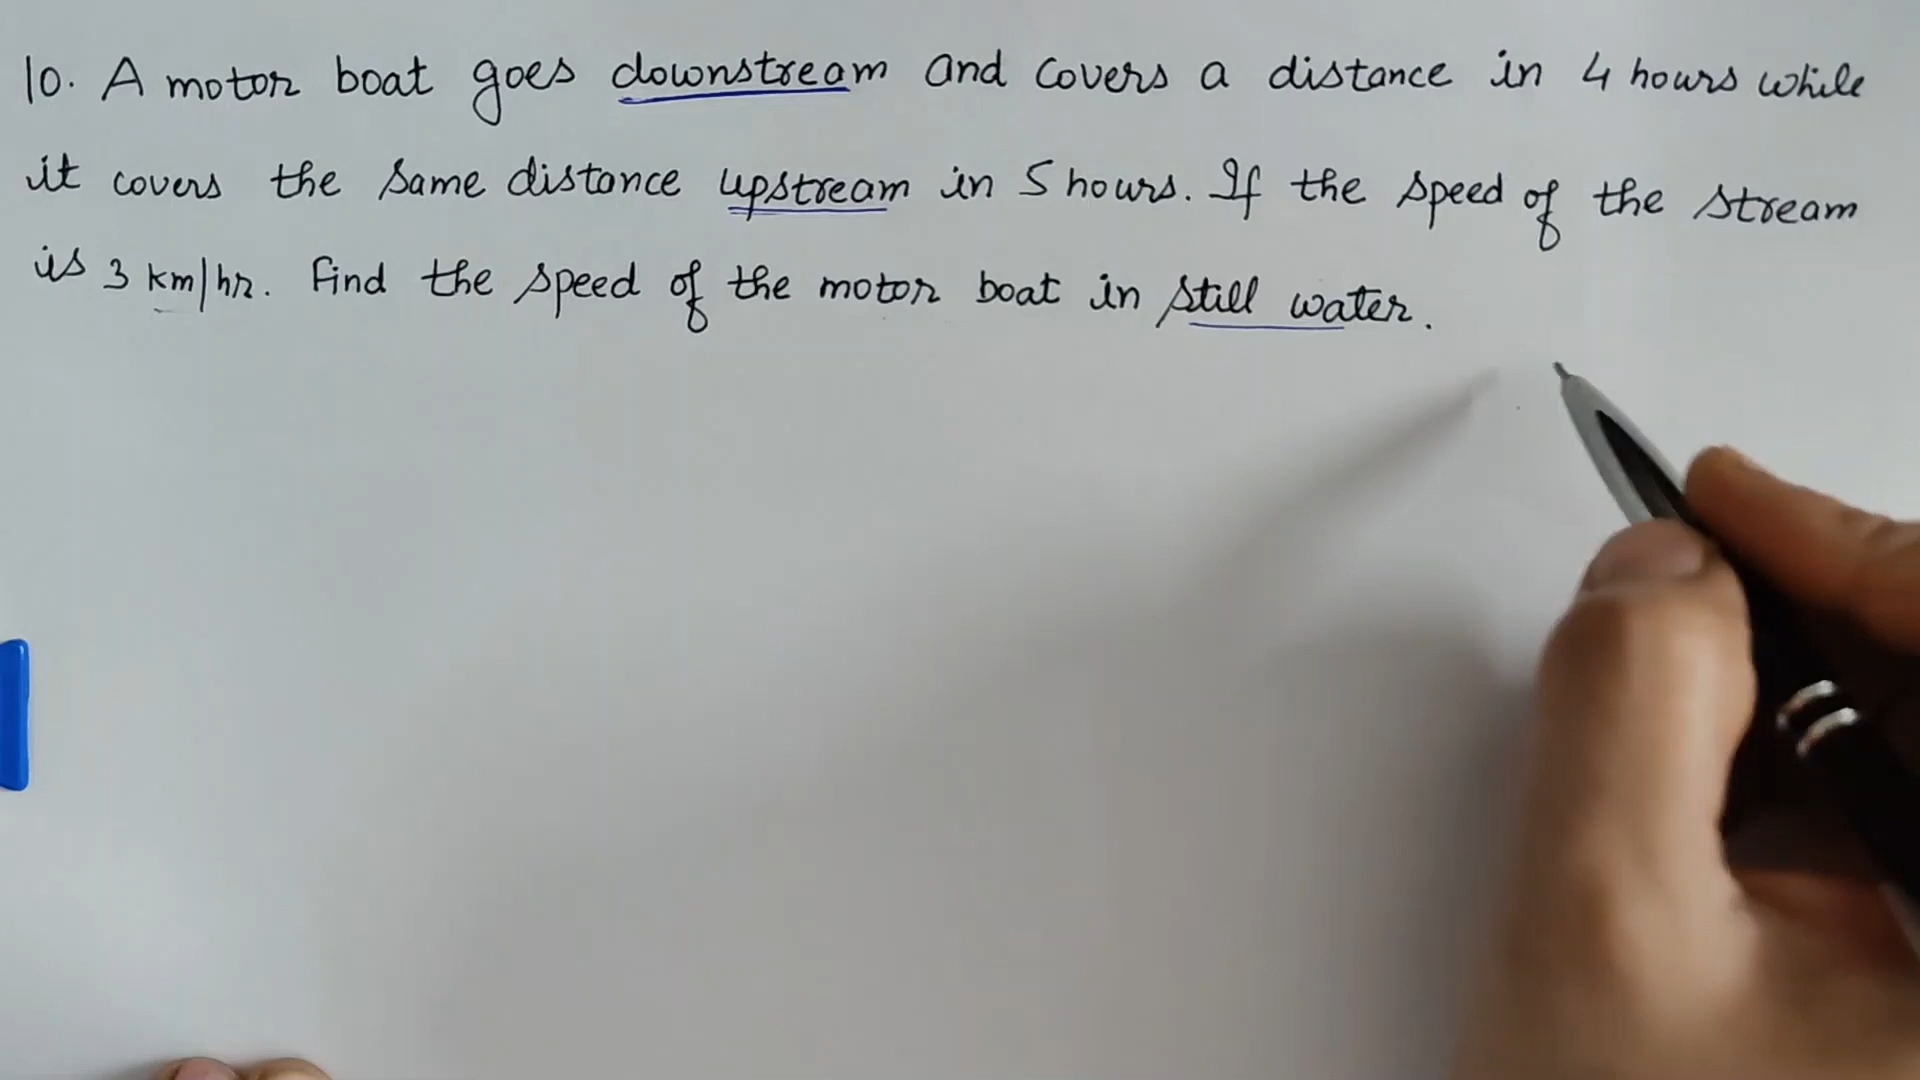 10. A motor boat goes downstream and covers a distance in 4 hours while
it covers the same distance upstream in 5 hours. If the speed of the stream
is 3 km/hr. Find the speed of the motor boat in still water.